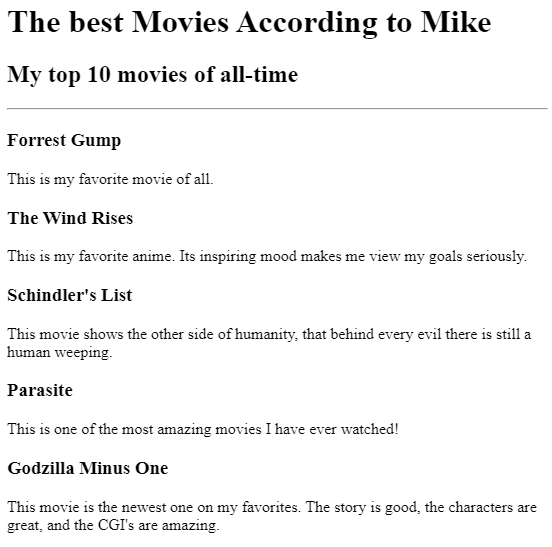 The best Movies According to Mike
My top 10 movies of all-time
Forrest Gump
This is my favorite movie of all.
The Wind Rises
This is my favorite anime. Its inspiring mood makes me view my goals seriously.
Schindler's List
This movie shows the other side of humanity, that behind every evil there is still a
human weeping.
Parasite
This is one of the most amazing movies I have ever watched!
Godzilla Minus One
This movie is the newest one on my favorites. The story is good, the characters are
great, and the CGI's are amazing.